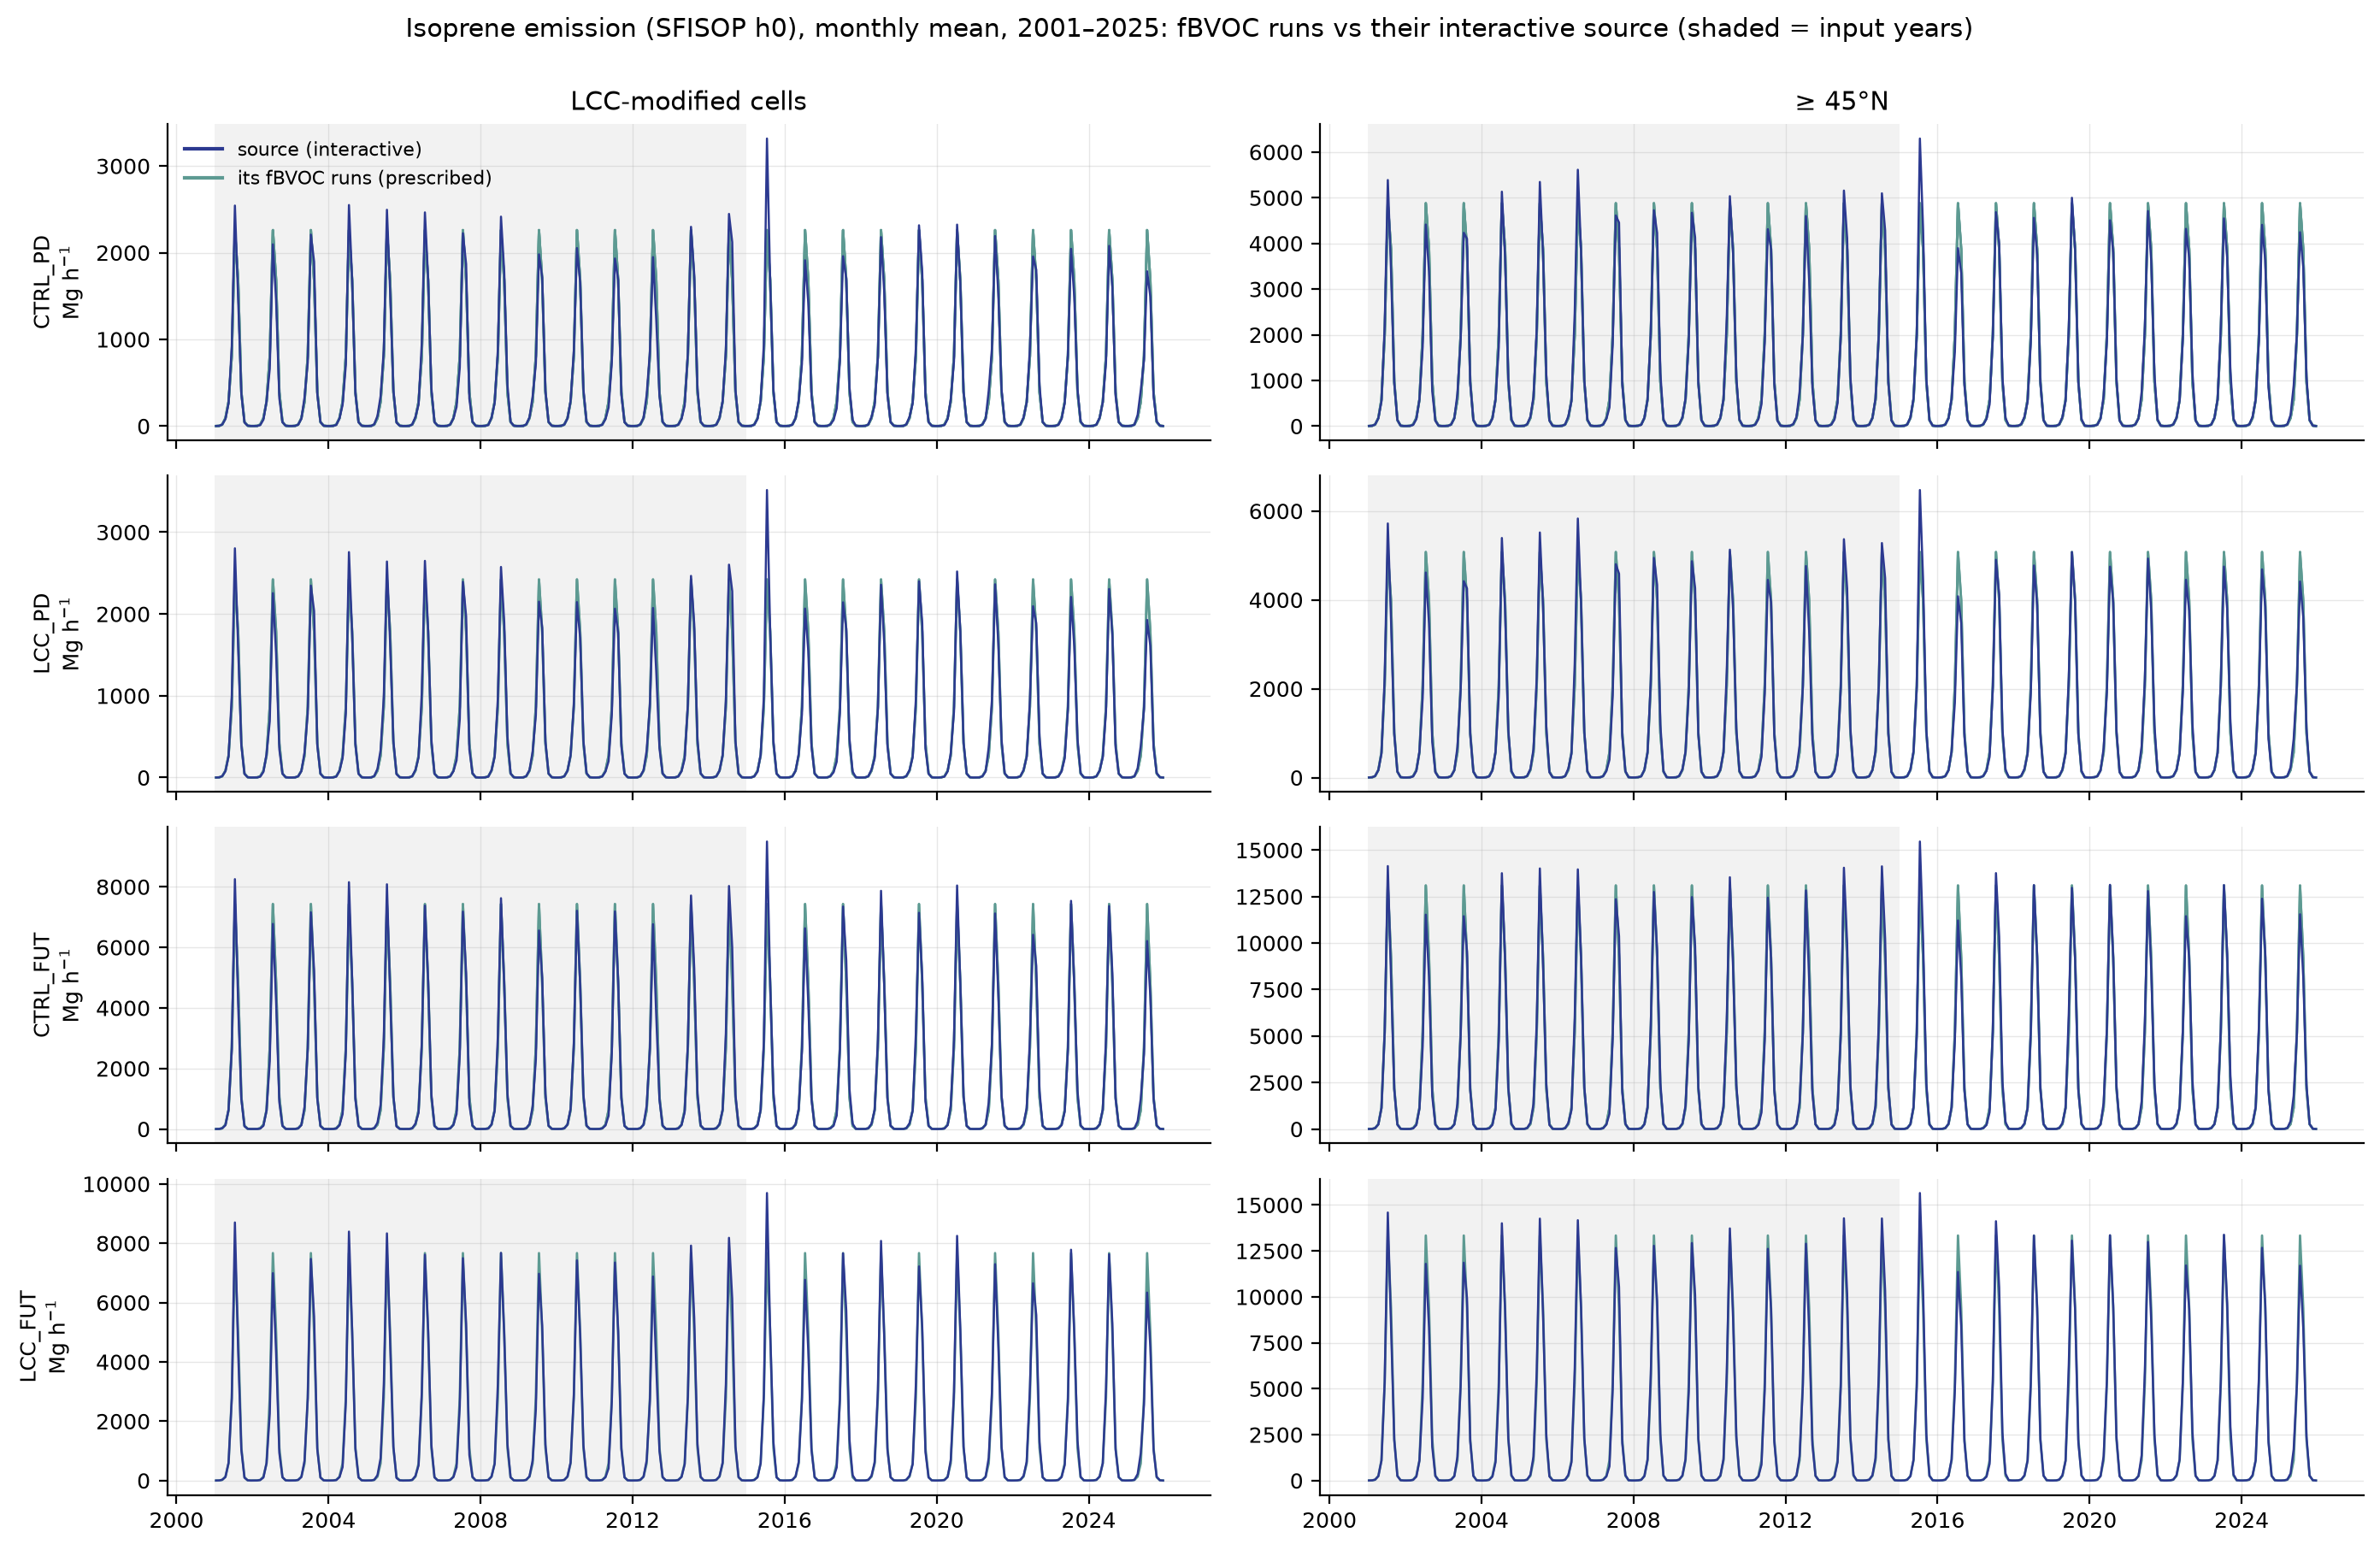 Isoprene emission (SFISOP h0), monthly mean, 2001–2025: fBVOC runs vs their interactive source (shaded = input years)
LCC-modified cells
≥ 45°N
source (interactive)
its fBVOC runs (prescribed)
CTRL_PD
Mg h⁻¹
3000
2000
1000
0
6000
5000
4000
3000
2000
1000
0
LCC_PD
Mg h⁻¹
3000
2000
1000
0
6000
4000
2000
0
CTRL_FUT
Mg h⁻¹
8000
6000
4000
2000
0
15000
12500
10000
7500
5000
2500
0
LCC_FUT
Mg h⁻¹
10000
8000
6000
4000
2000
0
15000
12500
10000
7500
5000
2500
0
2000 2004 2008 2012 2016 2020 2024
2000 2004 2008 2012 2016 2020 2024